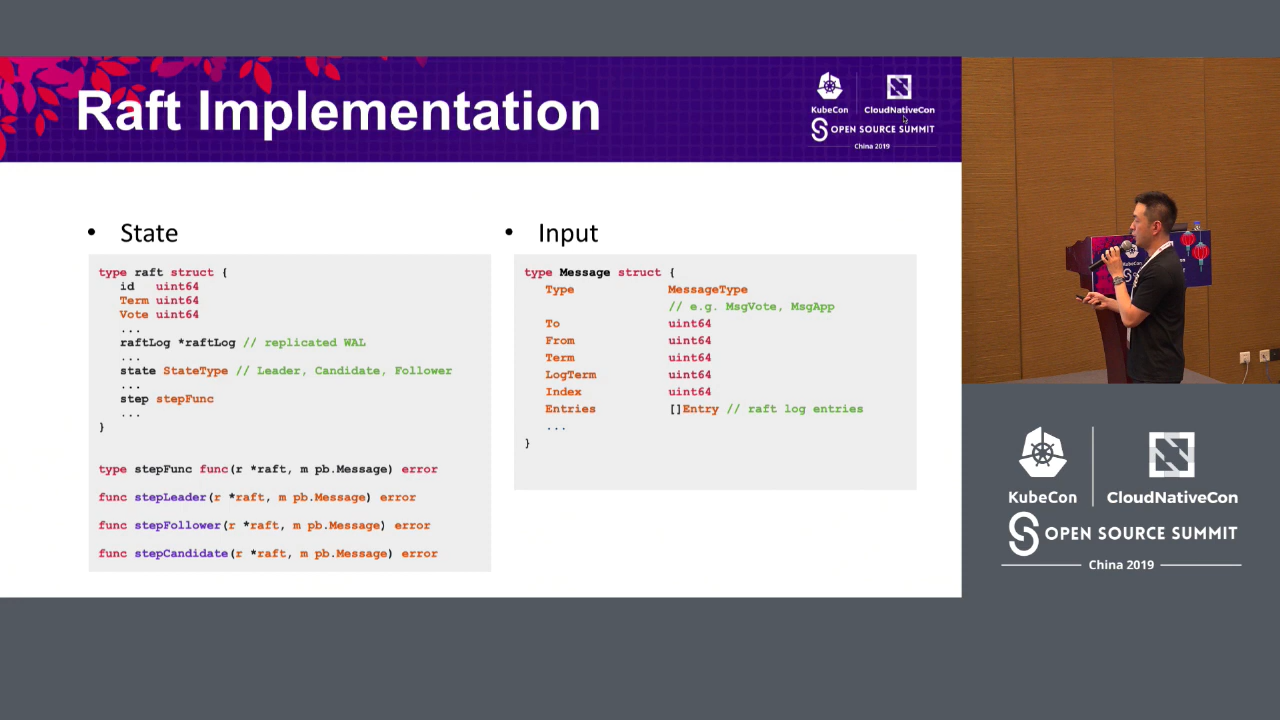 Raft Implementation
KubeCon
CloudNativeCon
OPEN SOURCE SUMMIT
China 2019
• State
type raft struct {
id uint64
Term uint64
Vote uint64
...
raftLog *raftLog // replicated WAL
...
state StateType // Leader, Candidate, Follower
...
step stepFunc
...
}
type stepFunc func(r *raft, m pb.Message) error
func stepLeader(r *raft, m pb.Message) error
func stepFollower(r *raft, m pb.Message) error
func stepCandidate(r *raft, m pb.Message) error
• Input
type Message struct {
Type MessageType
// e.g. MsgVote, MsgApp
To uint64
From uint64
Term uint64
LogTerm uint64
Index uint64
Entries []Entry // raft log entries
...
}
KubeCon
CloudNativeCon
OPEN SOURCE SUMMIT
China 2019